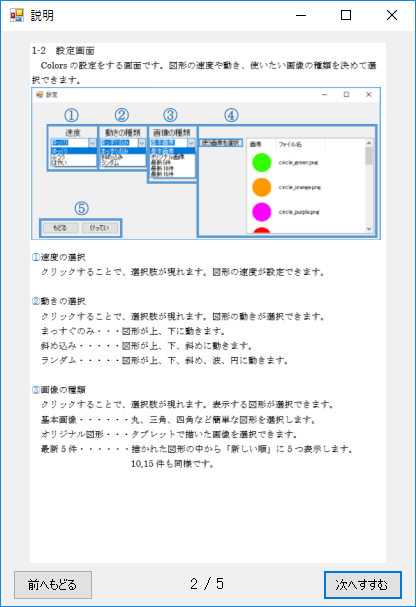 説明
1-2 設定画面
Colors の設定をする画面です。図形の速度や動き、使いたい画像の種類を決めて選
択できます。
設定
① ② ③ ④
速度 動きの種類 画像の種類
ゆっくり まっすぐのみ 基本画像 使う画像を選択 画像 ファイル名
ゆっくり まっすぐのみ 基本画像
ふつう 斜め込み オリジナル画像
はやい ランダム 最新5件
最新10件
最新15件
circle_green.png
circle_orange.png
circle_purple.png
⑤
もどる けってい
①速度の選択
クリックすることで、選択肢が現れます。図形の速度が設定できます。
②動きの選択
クリックすることで、選択肢が現れます。図形の動きが選択できます。
まっすぐのみ・・・図形が上、下に動きます。
斜め込み・・・・・図形が上、下、斜めに動きます。
ランダム・・・・・図形が上、下、斜め、波、円に動きます。
③画像の種類
クリックすることで、選択肢が現れます。表示する図形が選択できます。
基本画像・・・・・・丸、三角、四角など簡単な図形を選択します。
オリジナル図形・・・タブレットで描いた画像を選択できます。
最新 5 件・・・・・・描かれた図形の中から「新しい順」に 5 つ表示します。
10,15 件も同様です。
前へもどる 2 / 5 次へすすむ